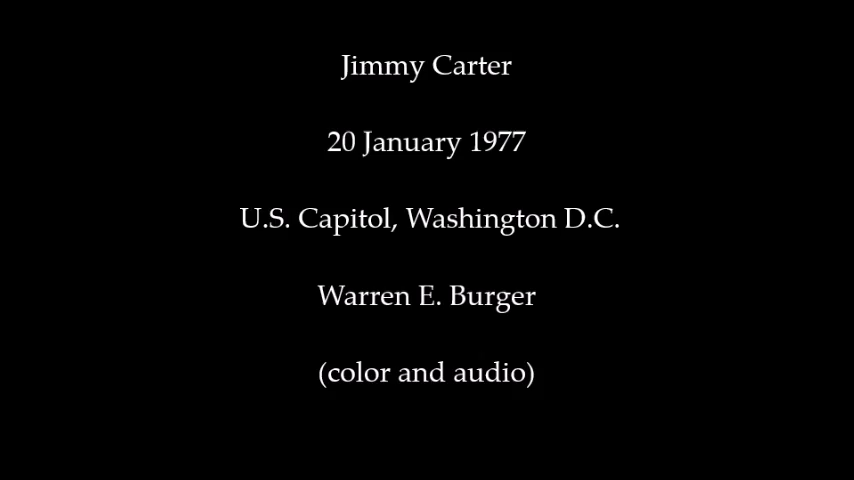 Jimmy Carter
20 January 1977
U.S. Capitol, Washington D.C.
Warren E. Burger
(color and audio)